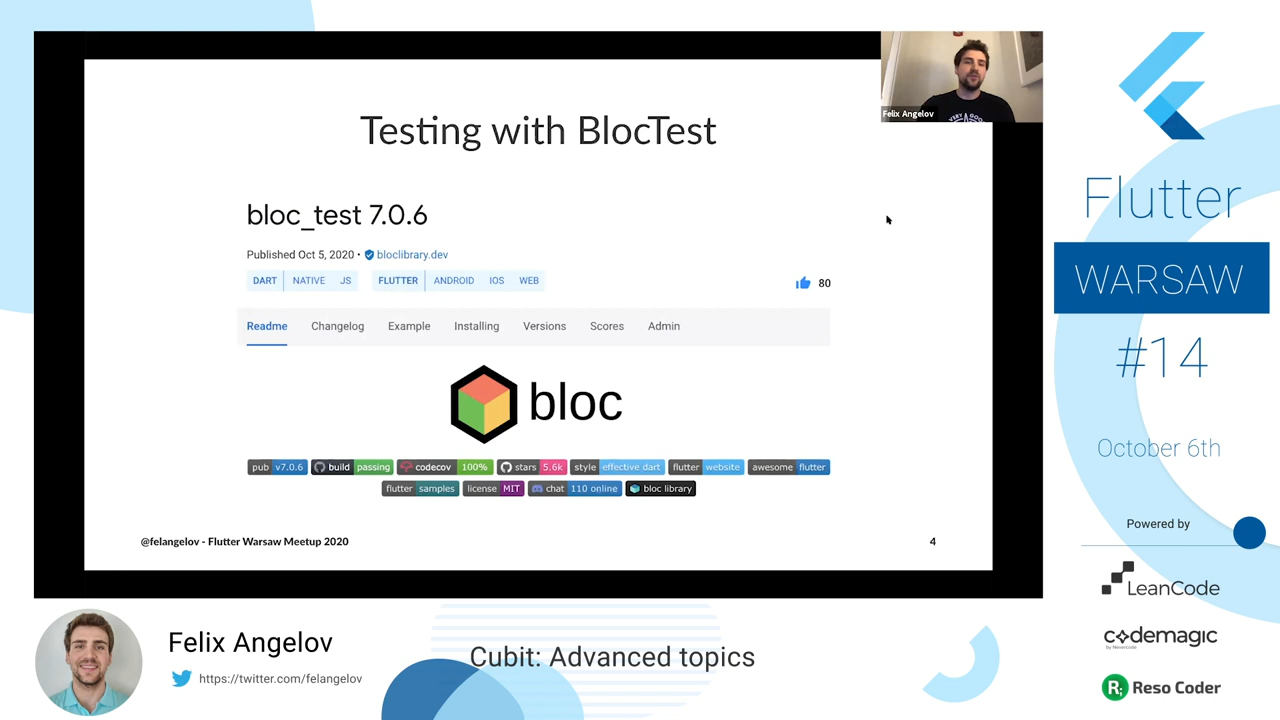 Testing with BlocTest
bloc_test 7.0.6
Published Oct 5, 2020 • bloclibrary.dev
DART NATIVE JS FLUTTER ANDROID IOS WEB
80
Readme Changelog Example Installing Versions Scores Admin
bloc
pub v7.0.6 build passing codecov 100% stars 5.6k style effective dart flutter website awesome flutter
flutter samples license MIT chat 110 online bloc library
@felangelov - Flutter Warsaw Meetup 2020
4
Felix Angelov
VERY A GOO
Flutter
WARSAW
#14
October 6th
Powered by
LeanCode
codemagic
by Nevercode
R;
Reso Coder
Felix Angelov
https://twitter.com/felangelov
Cubit: Advanced topics